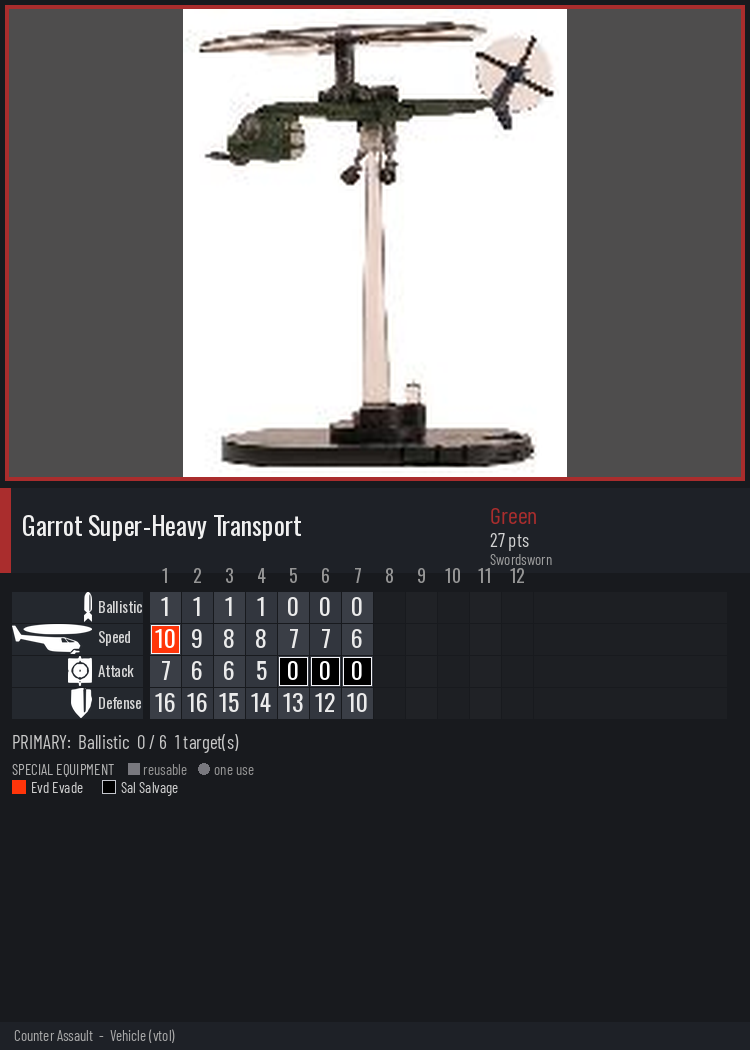 Garrot Super-Heavy Transport
Green
27 pts
Swordsworn
1 2 3 4 5 6 7 8 9 10 11 12
Ballistic 1 1 1 1 0 0 0
Speed 10 9 8 8 7 7 6
Attack 7 6 6 5 0 0 0
Defense 16 16 15 14 13 12 10
PRIMARY: Ballistic 0 / 6 1 target(s)
SPECIAL EQUIPMENT reusable one use
Evd Evade Sal Salvage
Counter Assault - Vehicle (vtol)